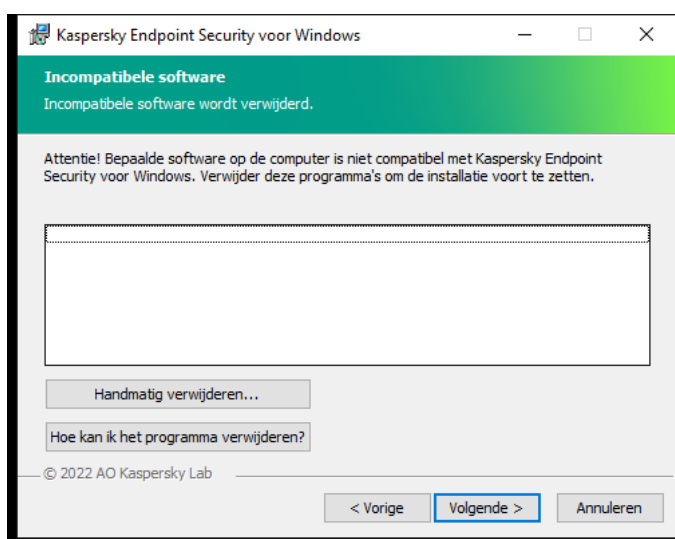 Kaspersky Endpoint Security voor Windows
Incompatibele software
Incompatibele software wordt verwijderd.
Attentie! Bepaalde software op de computer is niet compatibel met Kaspersky Endpoint
Security voor Windows. Verwijder deze programma's om de installatie voort te zetten.
Handmatig verwijderen...
Hoe kan ik het programma verwijderen?
© 2022 AO Kaspersky Lab
< Vorige Volgende > Annuleren